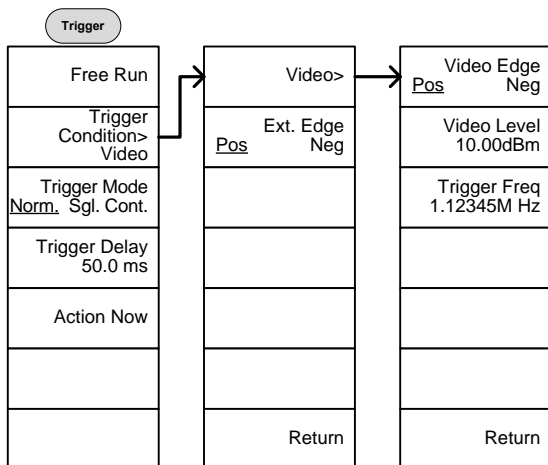 Trigger
Free Run
Trigger
Condition>
Video
Trigger Mode
Norm. Sgl. Cont.
Trigger Delay
50.0 ms
Action Now
Video>
Ext. Edge
Pos Neg
Return
Video Edge
Pos Neg
Video Level
10.00dBm
Trigger Freq
1.12345M Hz
Return